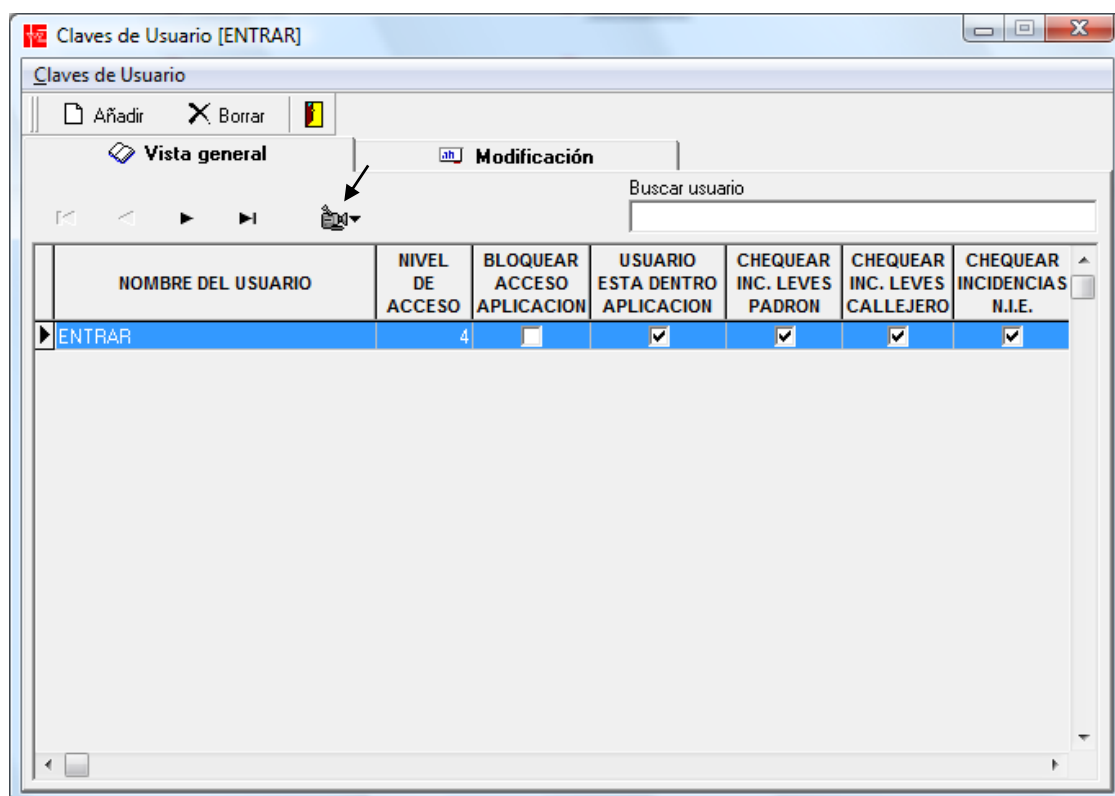 Claves de Usuario [ENTRAR]
Claves de Usuario
Añadir Borrar
Vista general Modificación
Buscar usuario
NOMBRE DEL USUARIO
NIVEL
DE
ACCESO
BLOQUEAR
ACCESO
APLICACION
USUARIO
ESTA DENTRO
APLICACION
CHEQUEAR
INC. LEVES
PADRON
CHEQUEAR
INC. LEVES
CALLEJERO
CHEQUEAR
INCIDENCIAS
N.I.E.
ENTRAR 4